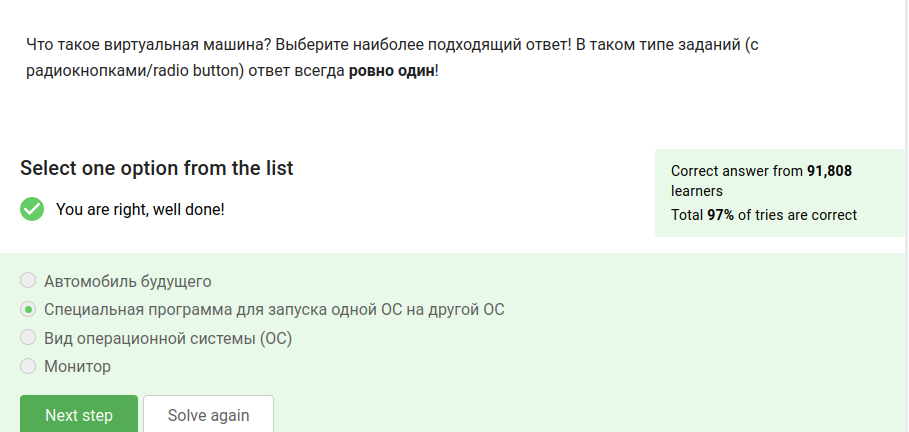 Что такое виртуальная машина? Выберите наиболее подходящий ответ! В таком типе заданий (с
радиокнопками/radio button) ответ всегда ровно один!
Select one option from the list
You are right, well done!
Correct answer from 91,808
learners
Total 97% of tries are correct
Автомобиль будущего
Специальная программа для запуска одной ОС на другой ОС
Вид операционной системы (ОС)
Монитор
Next step
Solve again